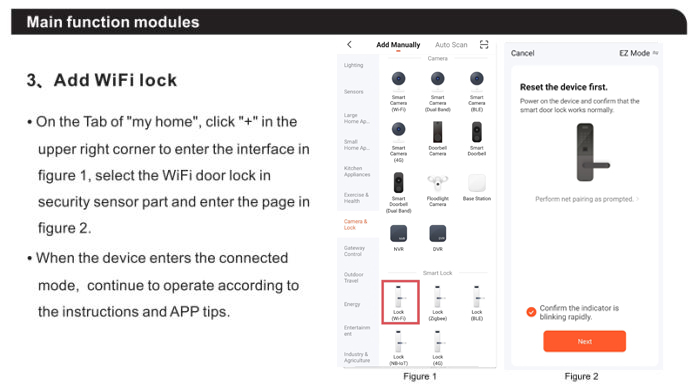 Main function modules
3、Add WiFi lock
• On the Tab of "my home", click "+" in the
upper right corner to enter the interface in
figure 1, select the WiFi door lock in
security sensor part and enter the page in
figure 2.
• When the device enters the connected
mode, continue to operate according to
the instructions and APP tips.
Add Manually
Auto Scan
Lighting
Sensors
Large
Home Ap...
Small
Home Ap...
Kitchen
Appliances
Exercise &
Health
Camera &
Lock
Gateway
Control
Outdoor
Travel
Energy
Entertainm
ent
Industry &
Agriculture
Camera
Smart
Camera
(Wi-Fi)
Smart
Camera
(Dual Band)
Smart
Camera
(BLE)
Smart
Camera
(4G)
Doorbell
Camera
Smart
Doorbell
Smart
Doorbell
(Dual Band)
Floodlight
Camera
Base Station
NVR
DVR
Smart Lock
Lock
(Wi-Fi)
Lock
(Zigbee)
Lock
(BLE)
Lock
(NB-IoT)
Lock
(4G)
Figure 1
Cancel
EZ Mode
Reset the device first.
Power on the device and confirm that the
smart door lock works normally.
Perform net pairing as prompted. >
Confirm the indicator is
blinking rapidly.
Next
Figure 2